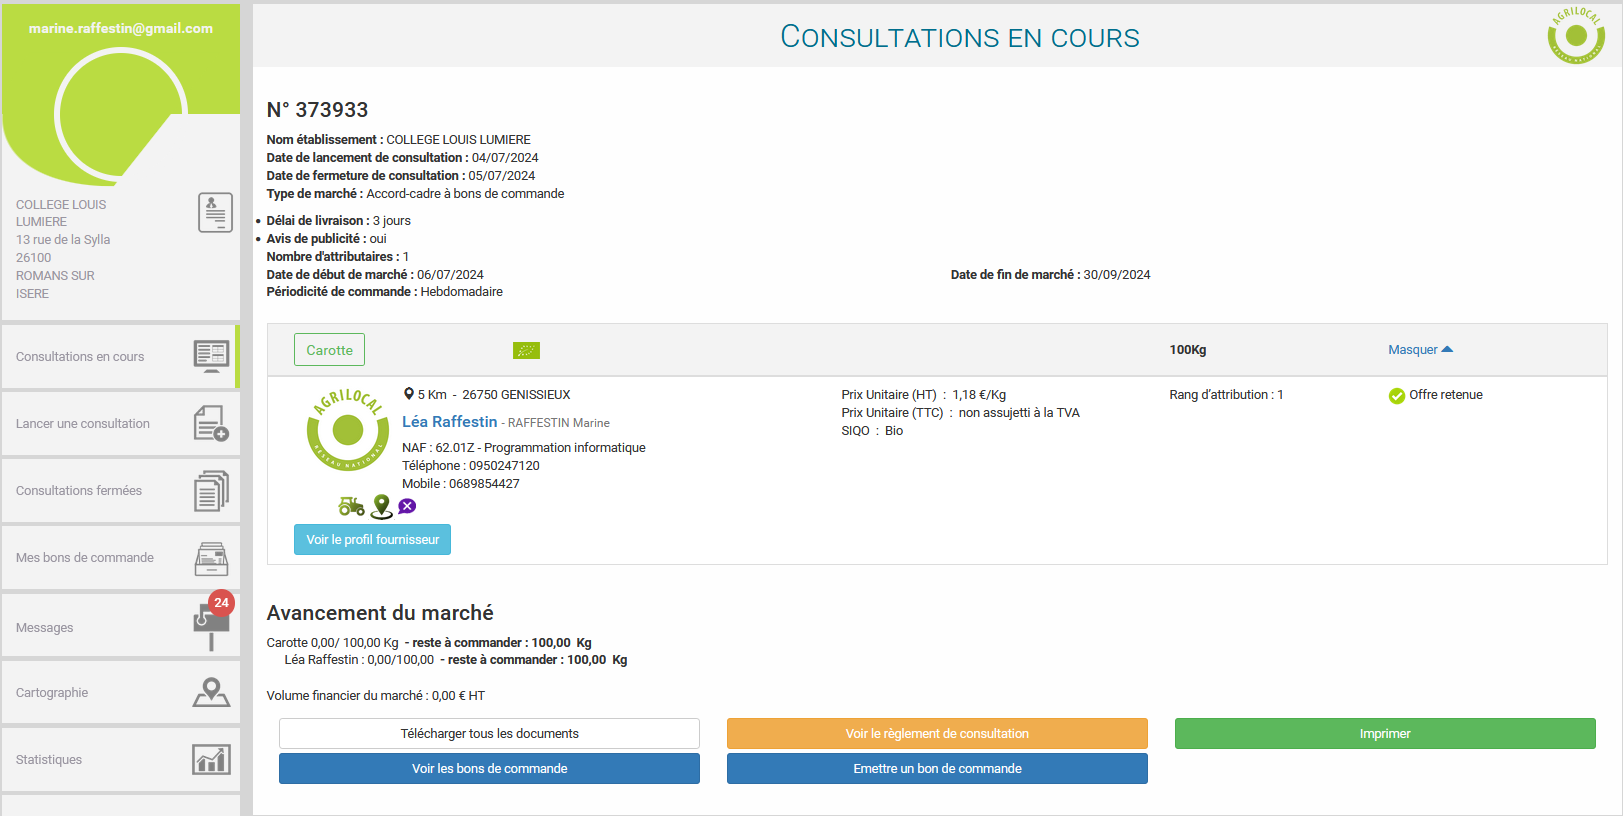 marine.raffestin@gmail.com
CONSULTATIONS EN COURS
AGRILOCAL
COLLEGE LOUIS
LUMIERE
13 rue de la Sylla
26100
ROMANS SUR
ISERE
Consultations en cours
Lancer une consultation
Consultations fermées
Mes bons de commande
24
Messages
Cartographie
Statistiques
N° 373933
Nom établissement : COLLEGE LOUIS LUMIERE
Date de lancement de consultation : 04/07/2024
Date de fermeture de consultation : 05/07/2024
Type de marché : Accord-cadre à bons de commande
• Délai de livraison : 3 jours
• Avis de publicité : oui
Nombre d'attributaires : 1
Date de début de marché : 06/07/2024 Date de fin de marché : 30/09/2024
Périodicité de commande : Hebdomadaire
Carotte 100Kg Masquer
AGRILOCAL
RÉSEAU NATIONAL
5 Km - 26750 GENISSIEUX
Léa Raffestin - RAFFESTIN Marine
NAF : 62.01Z - Programmation informatique
Téléphone : 0950247120
Mobile : 0689854427
Voir le profil fournisseur
Prix Unitaire (HT) : 1,18 €/Kg
Prix Unitaire (TTC) : non assujetti à la TVA
SIQO : Bio
Rang d’attribution : 1
Offre retenue
Avancement du marché
Carotte 0,00/ 100,00 Kg - reste à commander : 100,00 Kg
Léa Raffestin : 0,00/100,00 - reste à commander : 100,00 Kg
Volume financier du marché : 0,00 € HT
Télécharger tous les documents
Voir le règlement de consultation
Imprimer
Voir les bons de commande
Emettre un bon de commande